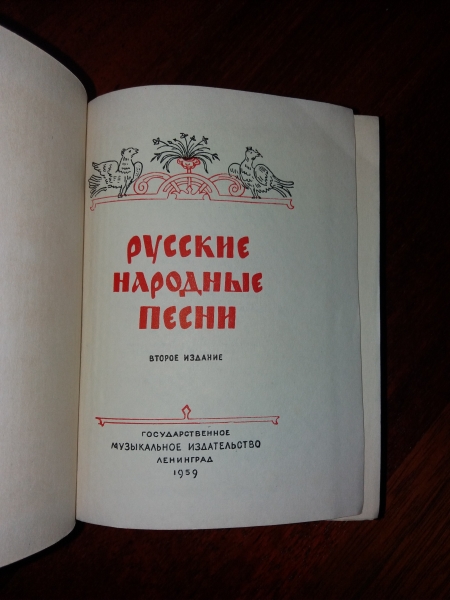 РУССКИЕ
НАРОДНЫЕ
ПЕСНИ
ВТОРОЕ ИЗДАНИЕ
ГОСУДАРСТВЕННОЕ
МУЗЫКАЛЬНОЕ ИЗДАТЕЛЬСТВО
ЛЕНИНГРАД
1959